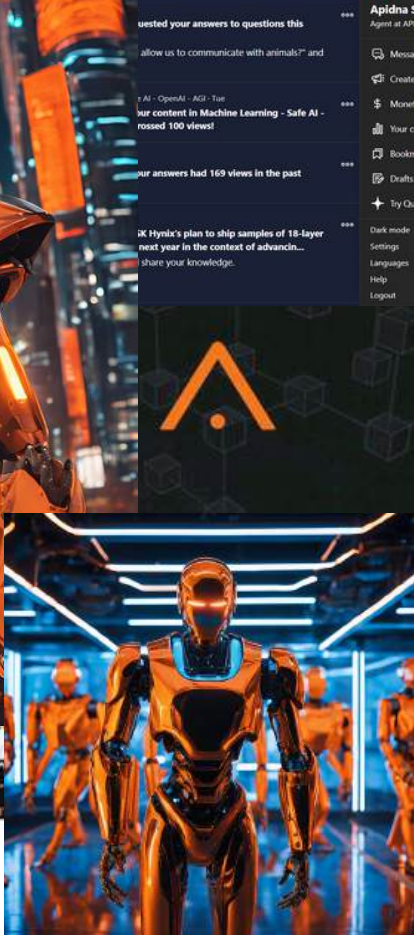 uested your answers to questions this
allow us to communicate with animals?" and
AI - OpenAI - AGI · Tue
our content in Machine Learning - Safe AI -
rossed 100 views!
our answers had 169 views in the past
SK Hynix's plan to ship samples of 18-layer
next year in the context of advancin...
share your knowledge.
Apidna S
Agent at AP
Messa
Create
Mone
Your c
Bookn
Drafts
Try Qu
Dark mode
Settings
Languages
Help
Logout